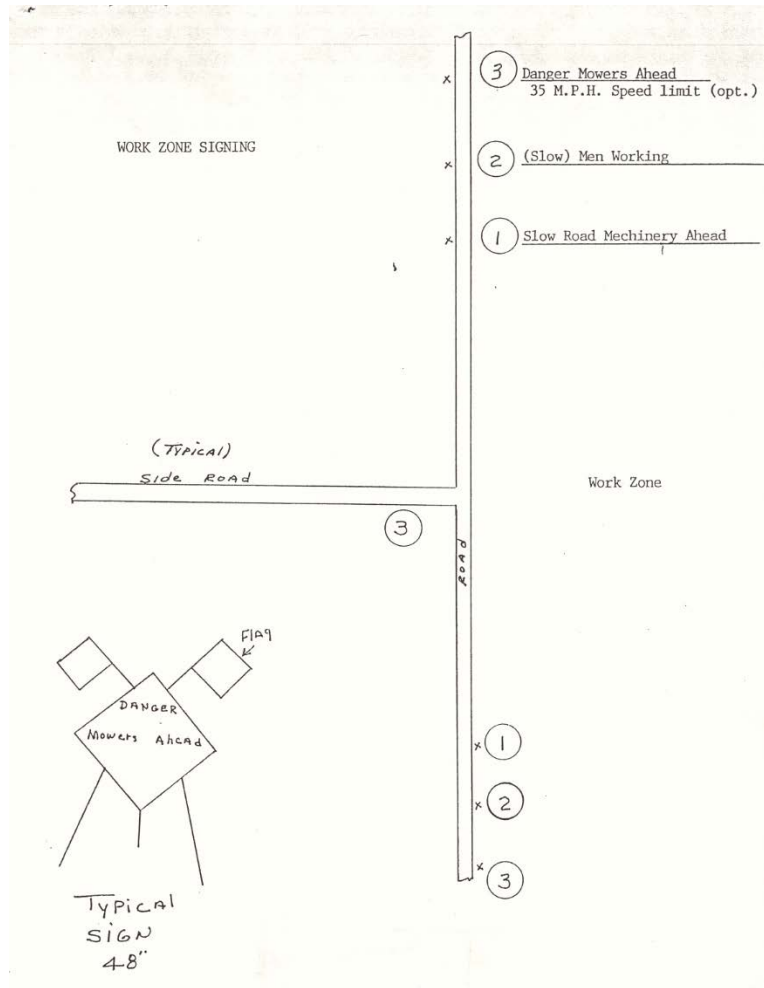 3 Danger Mowers Ahead
35 M.P.H. Speed limit (opt.)
WORK ZONE SIGNING
2 (Slow) Men Working
1 Slow Road Mechinery Ahead
(TYPICAL)
Side ROAd
Work Zone
3
ROAD
FlAg
DANGER
Mowers AhEAd
1
2
3
TYPicAl
SIGN
48"